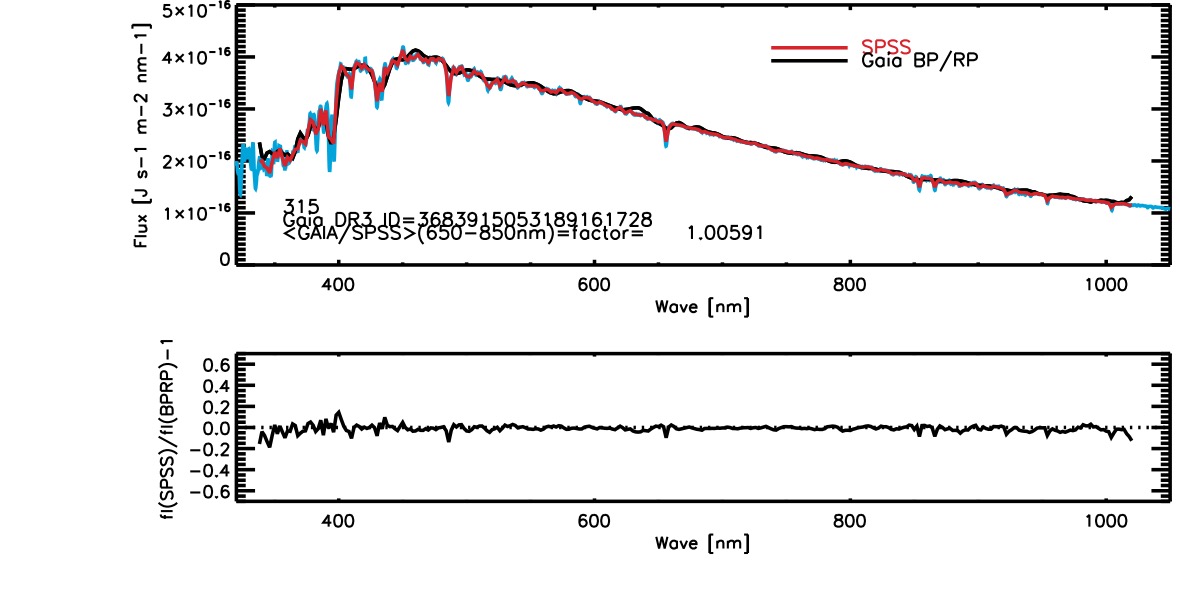 5×10−16
4×10−16
3×10−16
2×10−16
1×10−16
0
Flux [J s−1 m−2 nm−1]
SPSS
Gaia BP/RP
315
Gaia DR3 ID=3683915053189161728
<GAIA/SPSS>(650−850nm)=factor= 1.00591
400 600 800 1000
Wave [nm]
0.6
0.4
0.2
0.0
−0.2
−0.4
−0.6
fl(SPSS)/fl(BPRP)−1
400 600 800 1000
Wave [nm]